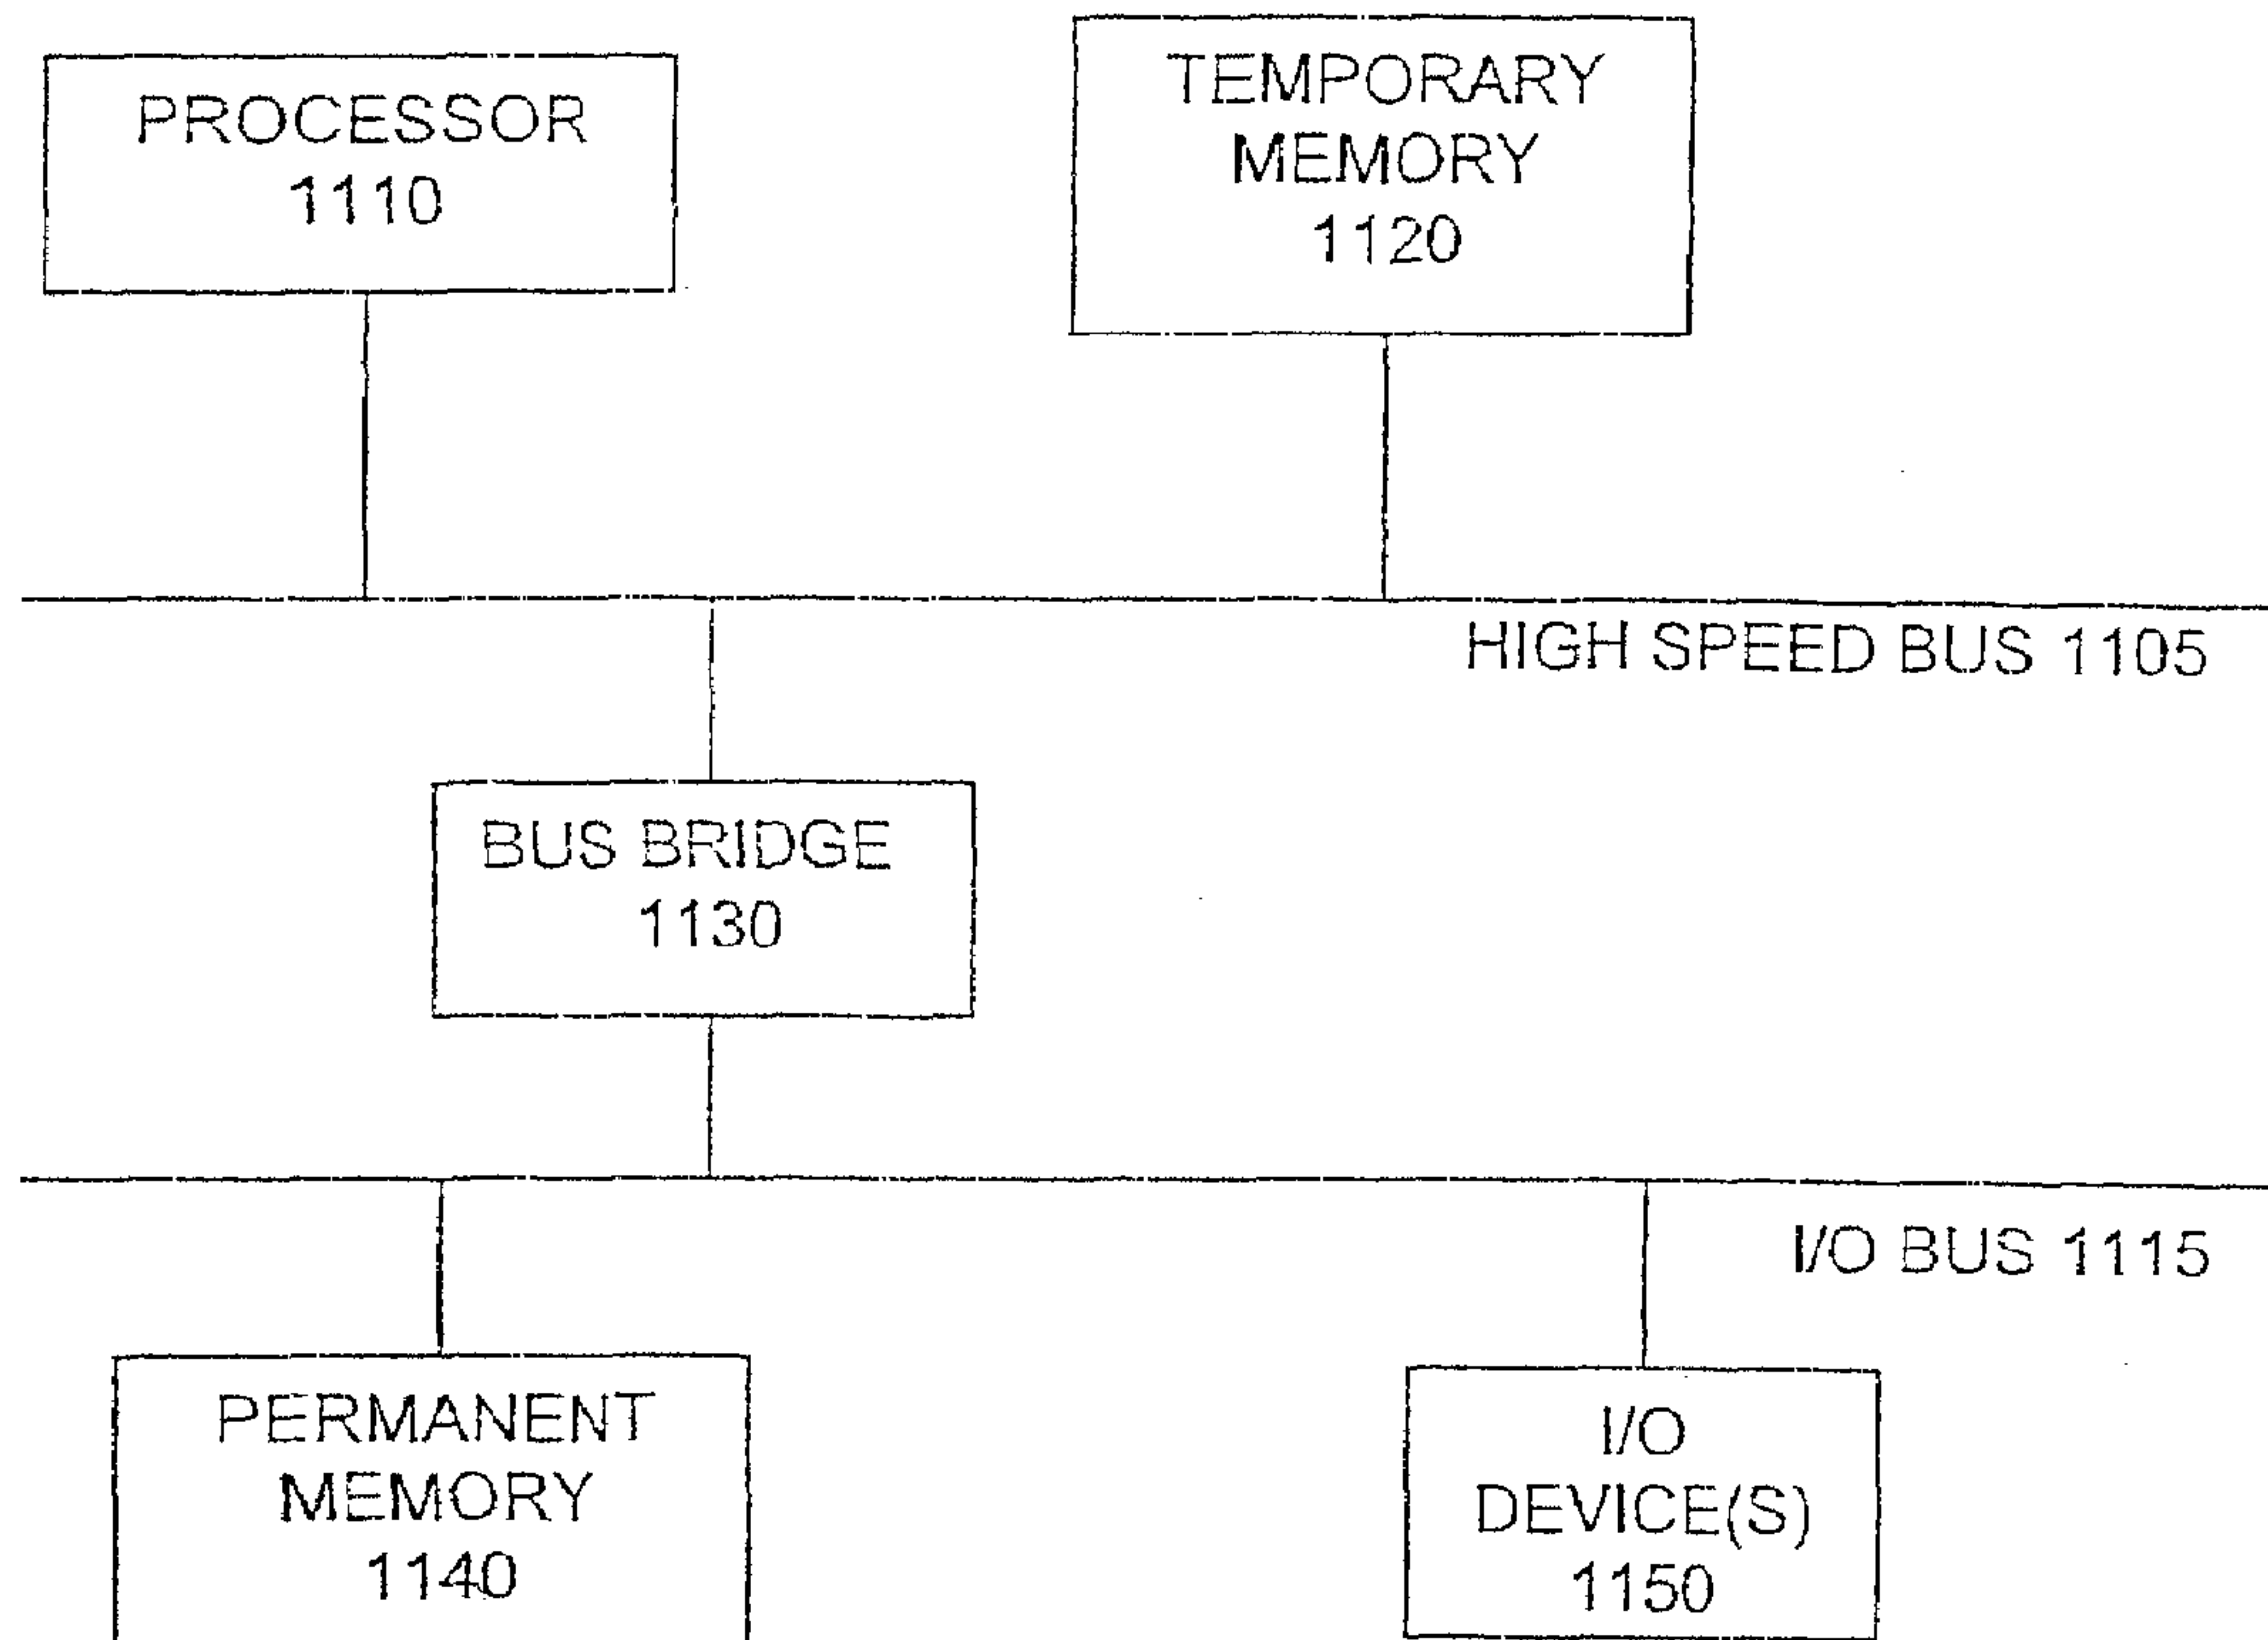 PROCESSOR
1110
TEMPORARY
MEMORY
1120
HIGH SPEED BUS 1105
BUS BRIDGE
1130
I/O BUS 1115
PERMANENT
MEMORY
1140
I/O
DEVICE(S)
1150